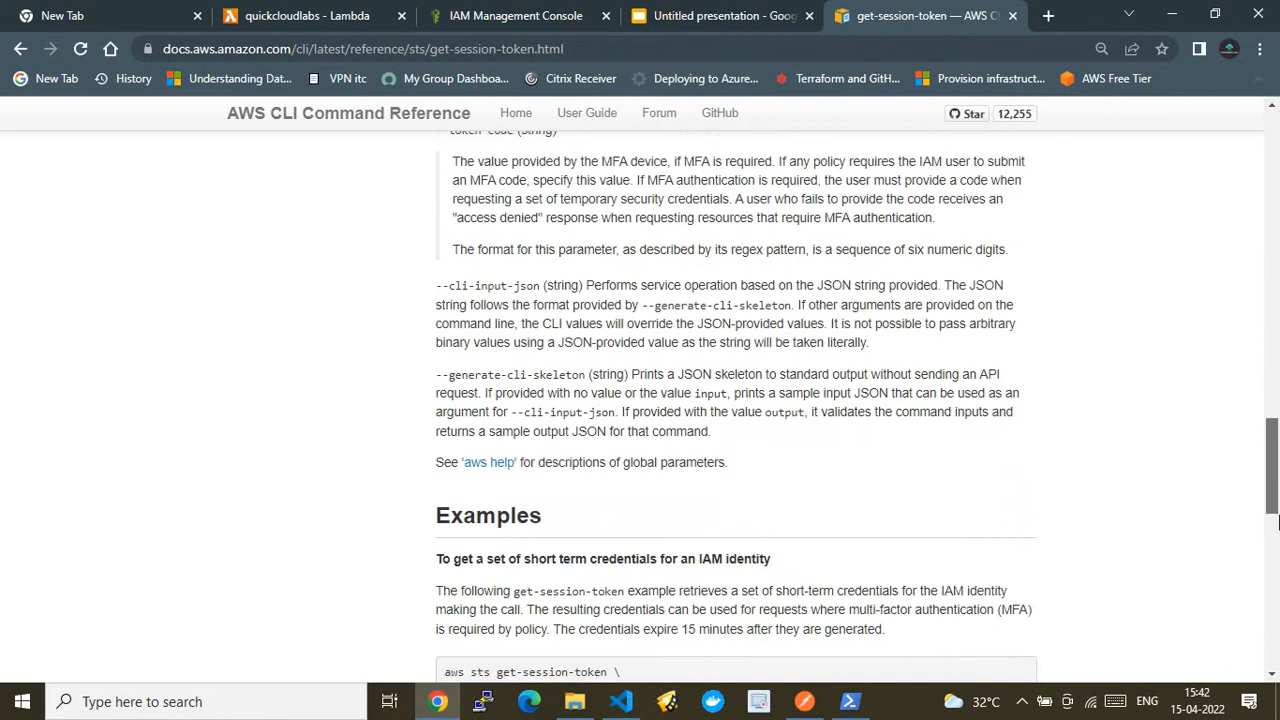 New Tab
quickcloudlabs - Lambda
IAM Management Console
Untitled presentation - Goog
get-session-token — AWS CL
docs.aws.amazon.com/cli/latest/reference/sts/get-session-token.html
New Tab
History
Understanding Dat...
VPN itc
My Group Dashboa...
Citrix Receiver
Deploying to Azure...
Terraform and GitH...
Provision infrastruct...
AWS Free Tier
AWS CLI Command Reference
Home
User Guide
Forum
GitHub
Star
12,255
token-code (string)
The value provided by the MFA device, if MFA is required. If any policy requires the IAM user to submit
an MFA code, specify this value. If MFA authentication is required, the user must provide a code when
requesting a set of temporary security credentials. A user who fails to provide the code receives an
"access denied" response when requesting resources that require MFA authentication.
The format for this parameter, as described by its regex pattern, is a sequence of six numeric digits.
--cli-input-json (string) Performs service operation based on the JSON string provided. The JSON
string follows the format provided by --generate-cli-skeleton. If other arguments are provided on the
command line, the CLI values will override the JSON-provided values. It is not possible to pass arbitrary
binary values using a JSON-provided value as the string will be taken literally.
--generate-cli-skeleton (string) Prints a JSON skeleton to standard output without sending an API
request. If provided with no value or the value input, prints a sample input JSON that can be used as an
argument for --cli-input-json. If provided with the value output, it validates the command inputs and
returns a sample output JSON for that command.
See 'aws help' for descriptions of global parameters.
Examples
To get a set of short term credentials for an IAM identity
The following get-session-token example retrieves a set of short-term credentials for the IAM identity
making the call. The resulting credentials can be used for requests where multi-factor authentication (MFA)
is required by policy. The credentials expire 15 minutes after they are generated.
aws sts get-session-token \
Type here to search
32°C
ENG
15:42
15-04-2022